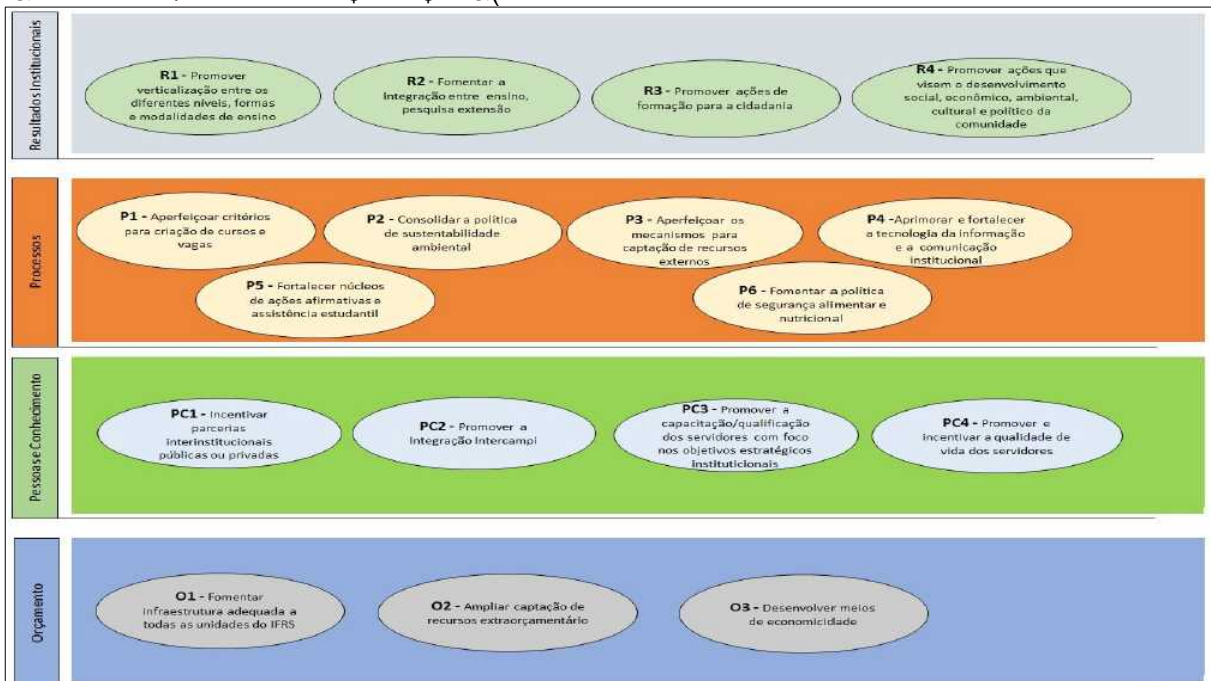 Resultados Institucionais
R1 - Promover
verticalização entre os
diferentes níveis, formas
e modalidades de ensino
R2 - Fomentar a
Integração entre ensino,
pesquisa extensão
R3 - Promover ações de
formação para a cidadania
R4 - Promover ações que
visem o desenvolvimento
social, econômico, ambiental,
cultural e político da
comunidade
Processos
P1 - Aperfeiçoar critérios
para criação de cursos e
vagas
P2 - Consolidar a política
de sustentabilidade
ambiental
P3 - Aperfeiçoar os
mecanismos para
captação de recursos
externos
P4 -Aprimorar e fortalecer
a tecnologia da informação
e a comunicação
institucional
P5 - Fortalecer núcleos
de ações afirmativas e
assistência estudantil
P6 - Fomentar a política
de segurança alimentar e
nutricional
Pessoas e Conhecimento
PC1 - Incentivar
parcerias
interinstitucionais
públicas ou privadas
PC2 - Promover a
Integração Intercampi
PC3 - Promover a
capacitação/qualificação
dos servidores com foco
nos objetivos estratégicos
instituticionais
PC4 - Promover e
incentivar a qualidade de
vida dos servidores
Orçamento
O1 - Fomentar
infraestrutura adequada a
todas as unidades do IFRS
O2 - Ampliar captação de
recursos extraorçamentário
O3 - Desenvolver meios
de economicidade